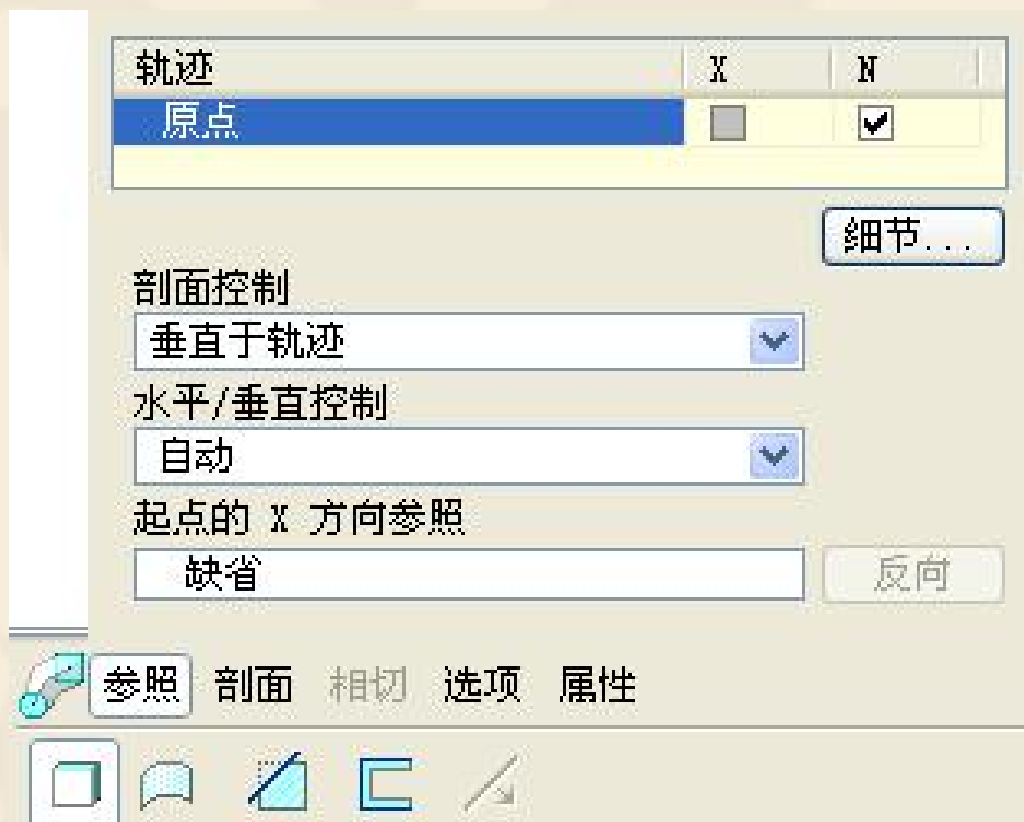 轨迹 X N
原点
细节...
剖面控制
垂直于轨迹
水平/垂直控制
自动
起点的 X 方向参照
缺省 反向
参照 剖面 相切 选项 属性